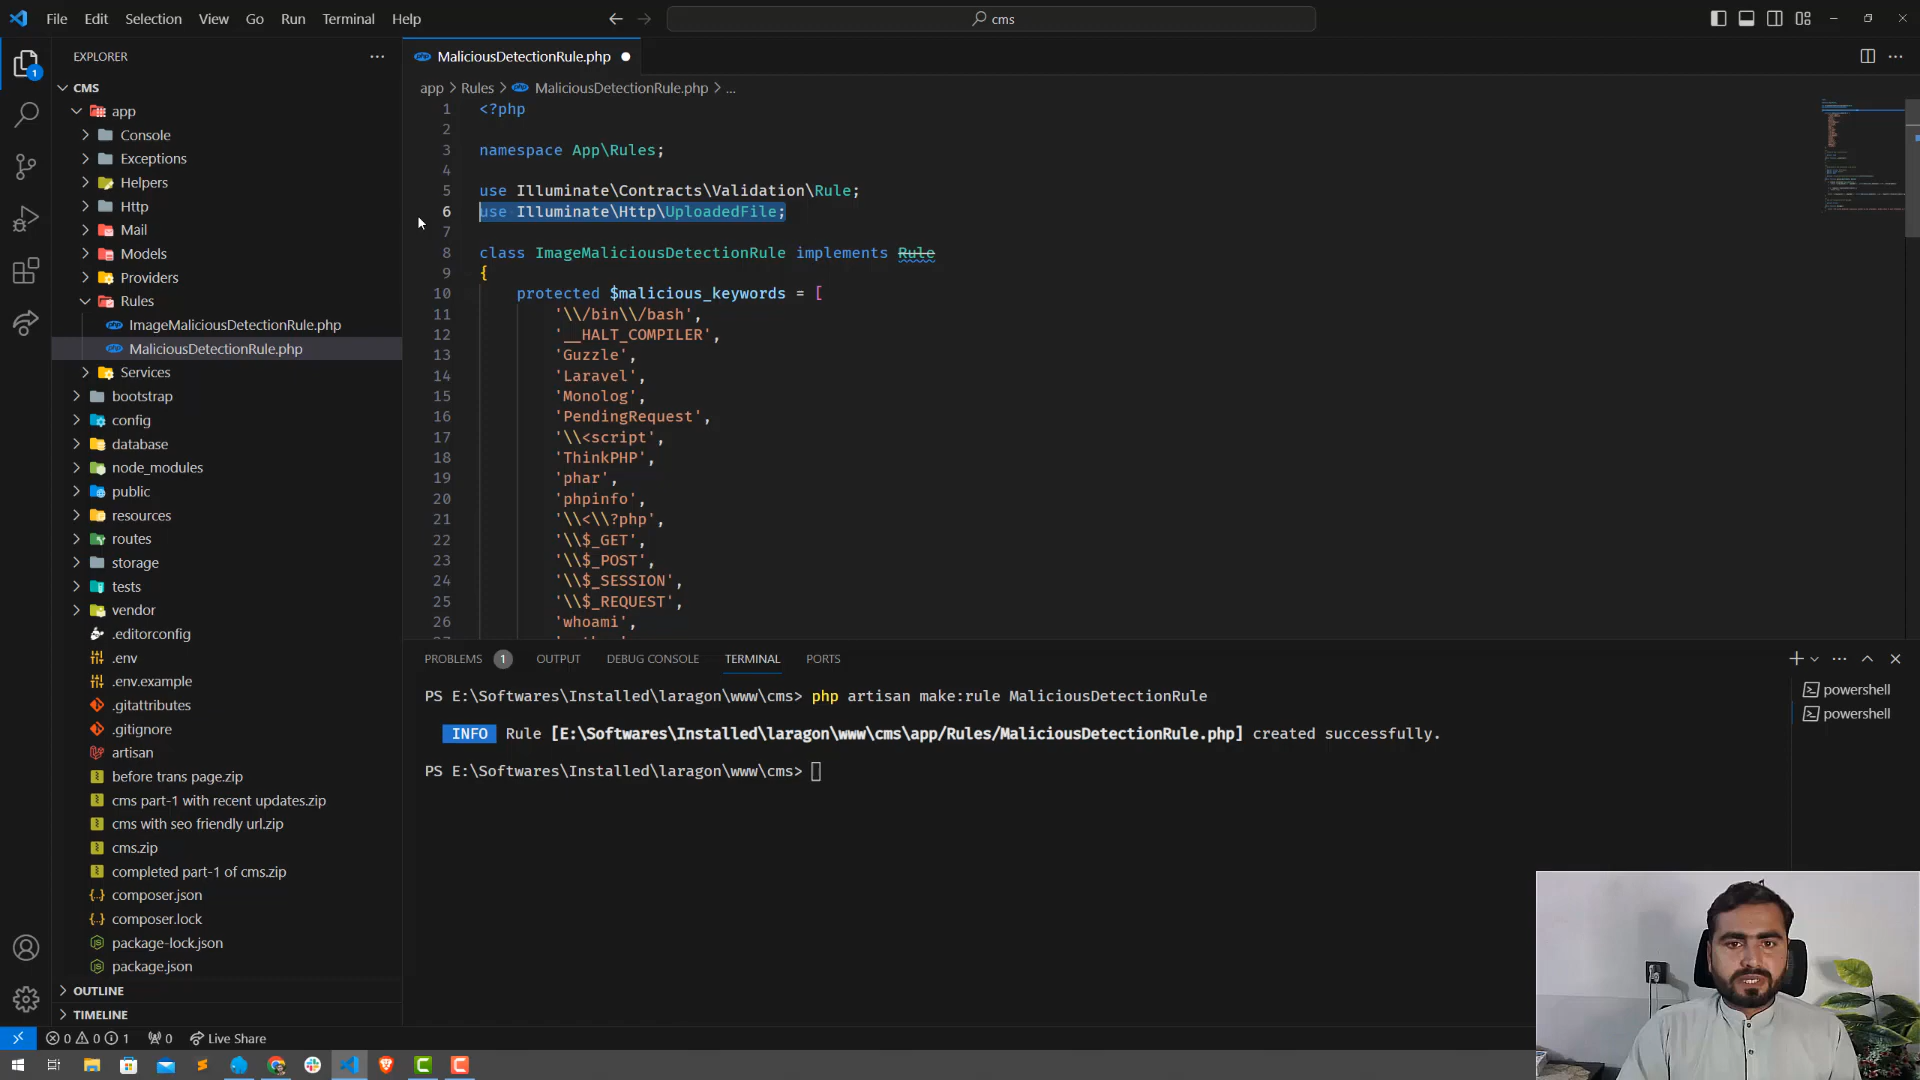 File Edit Selection View Go Run Terminal Help
cms
EXPLORER
MaliciousDetectionRule.php
app > Rules > MaliciousDetectionRule.php > ...
CMS
app
Console
Exceptions
Helpers
Http
Mail
Models
Providers
Rules
ImageMaliciousDetectionRule.php
MaliciousDetectionRule.php
Services
bootstrap
config
database
node_modules
public
resources
routes
storage
tests
vendor
.editorconfig
.env
.env.example
.gitattributes
.gitignore
artisan
before trans page.zip
cms part-1 with recent updates.zip
cms with seo friendly url.zip
cms.zip
completed part-1 of cms.zip
composer.json
composer.lock
package-lock.json
package.json
OUTLINE
TIMELINE
1 <?php
2
3 namespace App\Rules;
4
5 use Illuminate\Contracts\Validation\Rule;
6 use Illuminate\Http\UploadedFile;
7
8 class ImageMaliciousDetectionRule implements Rule
9 {
10 protected $malicious_keywords = [
11 '\\/bin\\/bash',
12 '__HALT_COMPILER',
13 'Guzzle',
14 'Laravel',
15 'Monolog',
16 'PendingRequest',
17 '\\<script',
18 'ThinkPHP',
19 'phar',
20 'phpinfo',
21 '\\<\\?php',
22 '\\$_GET',
23 '\\$_POST',
24 '\\$_SESSION',
25 '\\$_REQUEST',
26 'whoami',
PROBLEMS 1 OUTPUT DEBUG CONSOLE TERMINAL PORTS
PS E:\Softwares\Installed\laragon\www\cms> php artisan make:rule MaliciousDetectionRule
INFO Rule [E:\Softwares\Installed\laragon\www\cms\app/Rules/MaliciousDetectionRule.php] created successfully.
PS E:\Softwares\Installed\laragon\www\cms>
powershell
powershell
0 0 1 0 Live Share